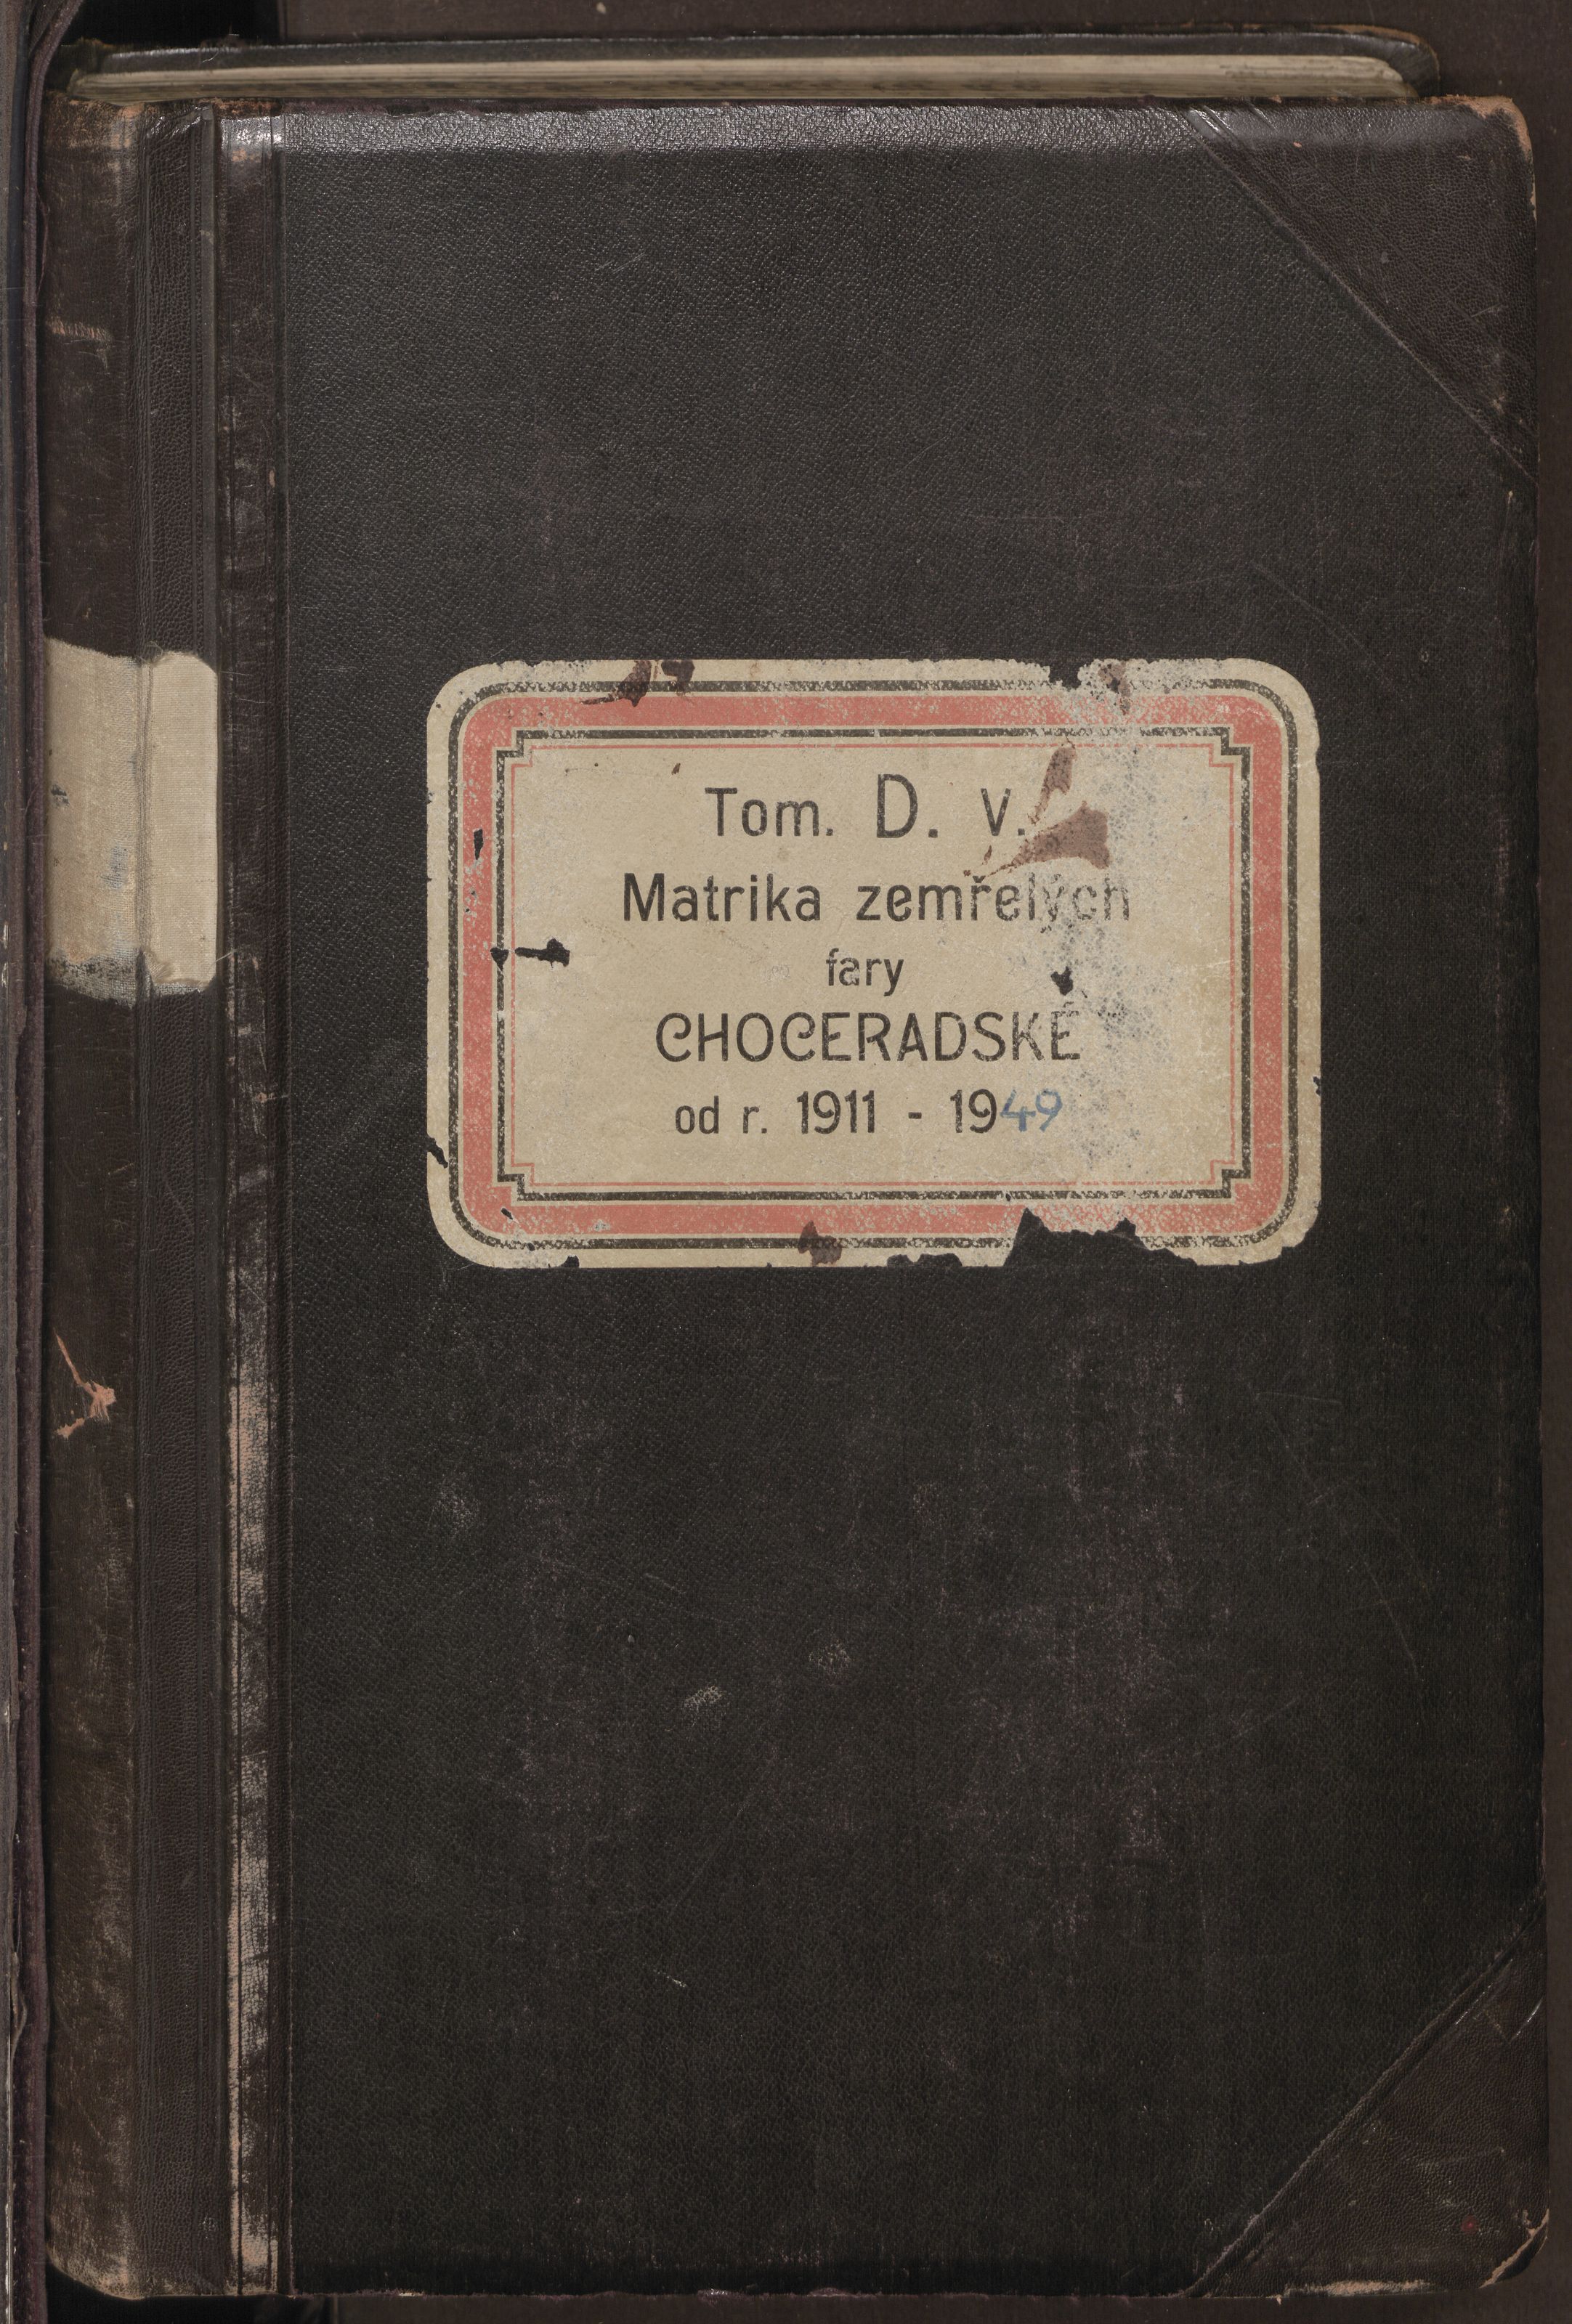 Tom. D. V.
Matrika zemřelých
fary
CHOCERADSKÉ
od r. 1911 - 1949